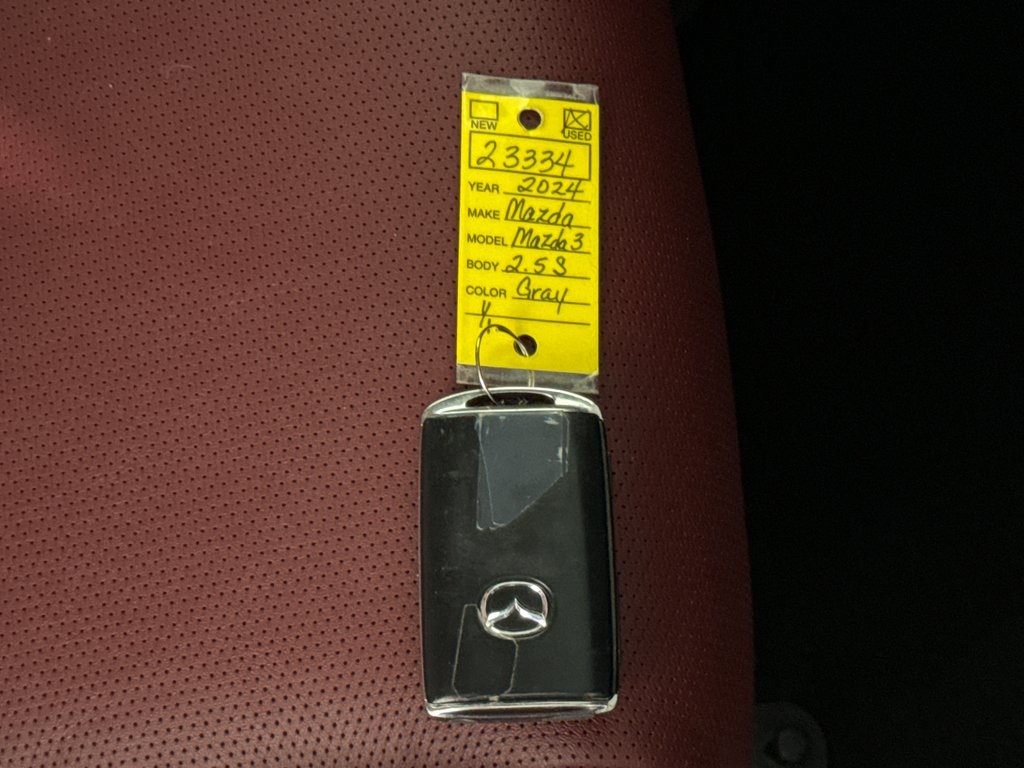 NEW USED
23334
YEAR 2024
MAKE Mazda
MODEL Mazda3
BODY 2.5S
COLOR Gray